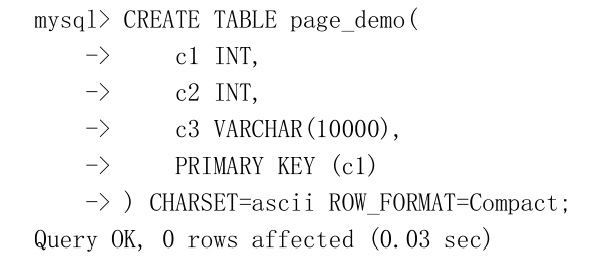 mysql> CREATE TABLE page_demo(
    ->     c1 INT,
    ->     c2 INT,
    ->     c3 VARCHAR(10000),
    ->     PRIMARY KEY (c1)
    -> ) CHARSET=ascii ROW_FORMAT=Compact;
Query OK, 0 rows affected (0.03 sec)